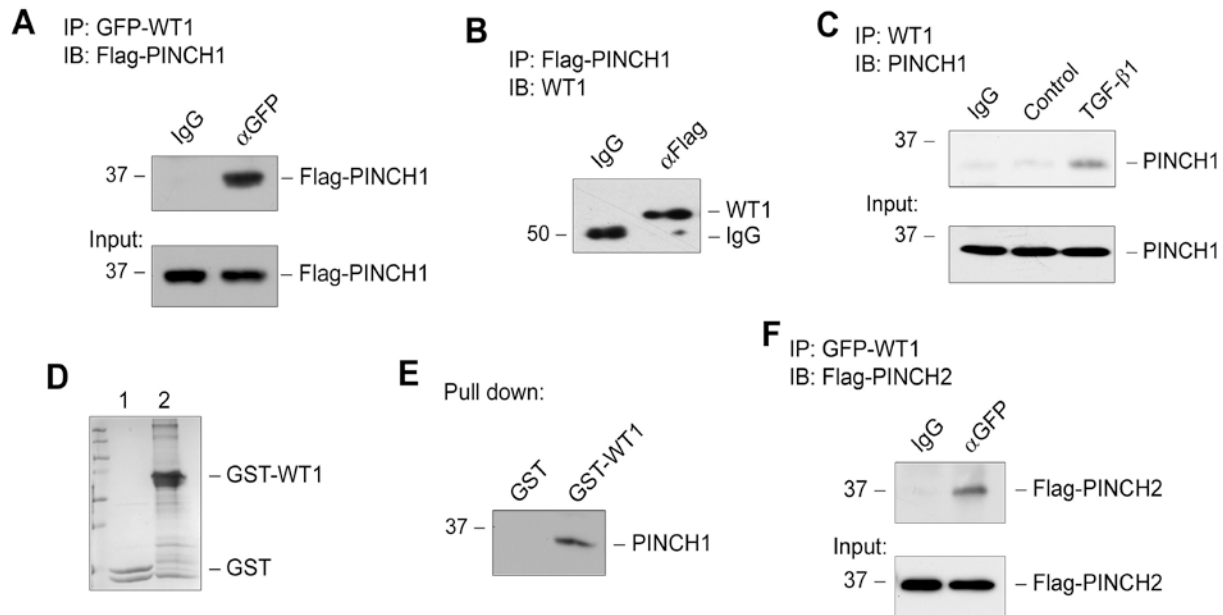 A
IP: GFP-WT1
IB: Flag-PINCH1
IgG
αGFP
37 – – Flag-PINCH1
Input:
37 – – Flag-PINCH1
B
IP: Flag-PINCH1
IB: WT1
IgG
αFlag
– WT1
50 – – IgG
C
IP: WT1
IB: PINCH1
IgG
Control
TGF-β1
37 –
– PINCH1
Input:
37 –
– PINCH1
D
1 2
– GST-WT1
– GST
E
Pull down:
GST
GST-WT1
37 –
– PINCH1
F
IP: GFP-WT1
IB: Flag-PINCH2
IgG
αGFP
37 – – Flag-PINCH2
Input:
37 – – Flag-PINCH2